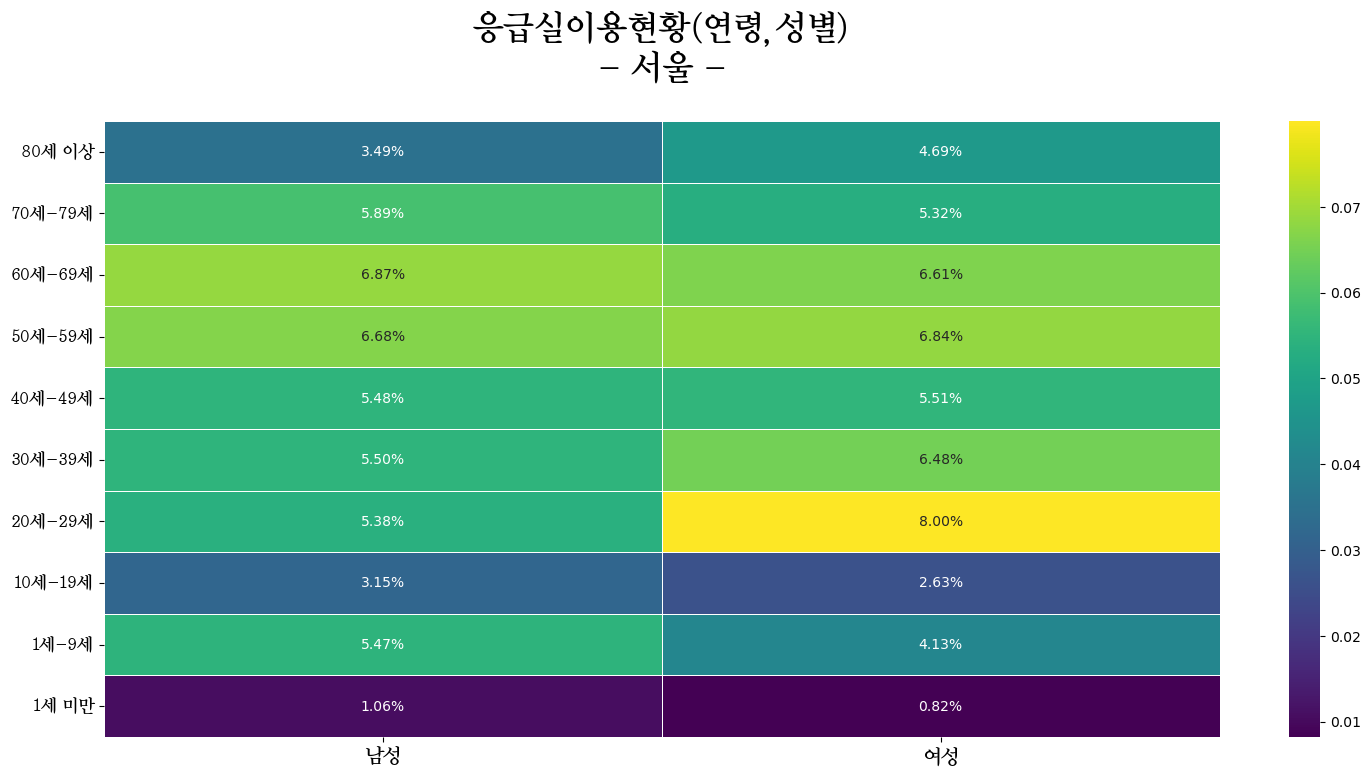 응급실이용현황(연령, 성별)
- 서울 -
80세 이상 3.49% 4.69%
70세-79세 5.89% 5.32%
0.07
60세-69세 6.87% 6.61%
0.06
50세-59세 6.68% 6.84%
0.05
40세-49세 5.48% 5.51%
30세-39세 5.50% 6.48%
0.04
20세-29세 5.38% 8.00%
0.03
10세-19세 3.15% 2.63%
0.02
1세-9세 5.47% 4.13%
1세 미만 1.06% 0.82%
0.01
남성 여성